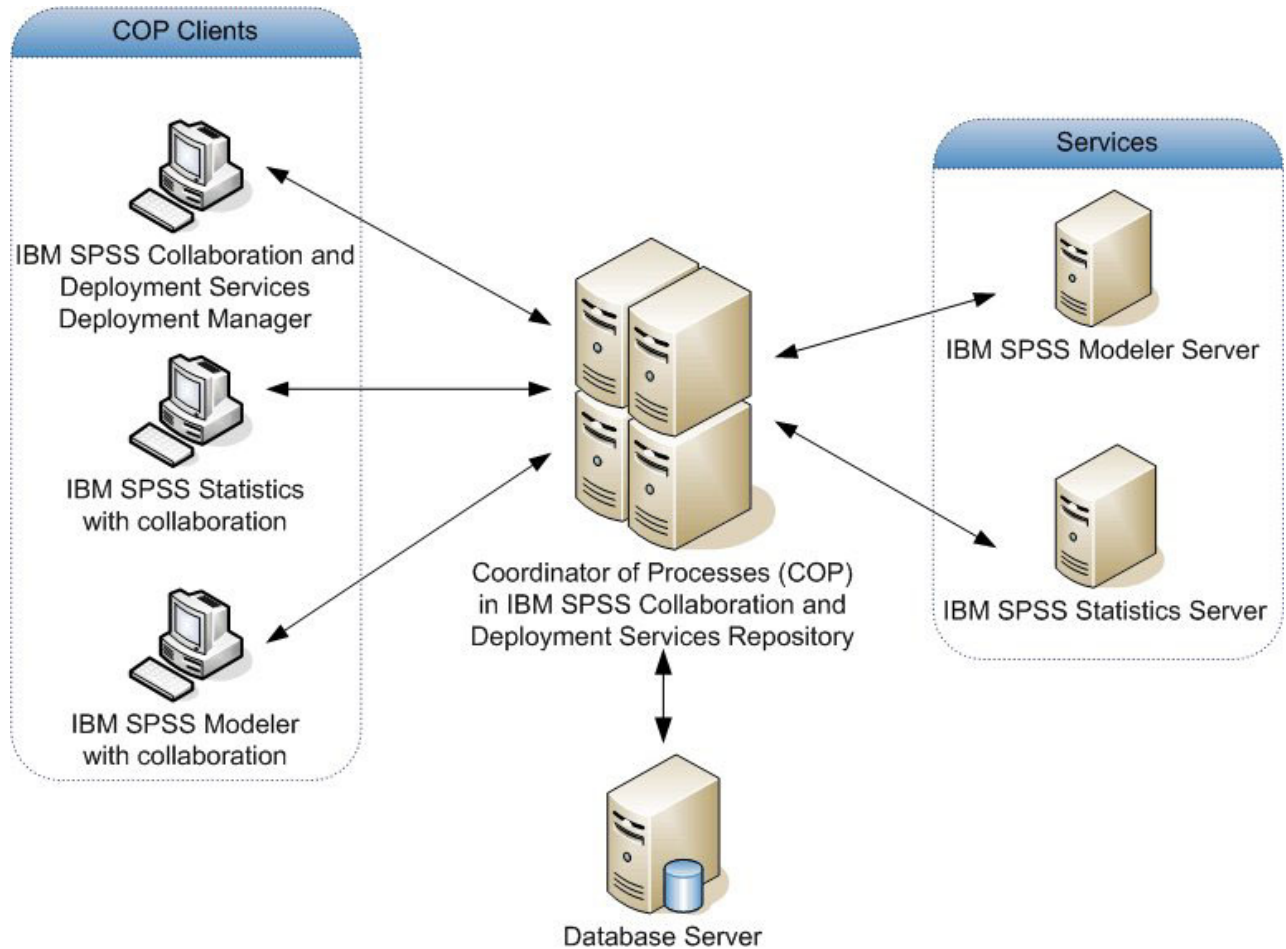 COP Clients
IBM SPSS Collaboration and
Deployment Services
Deployment Manager
IBM SPSS Statistics
with collaboration
IBM SPSS Modeler
with collaboration
Coordinator of Processes (COP)
in IBM SPSS Collaboration and
Deployment Services Repository
Database Server
Services
IBM SPSS Modeler Server
IBM SPSS Statistics Server